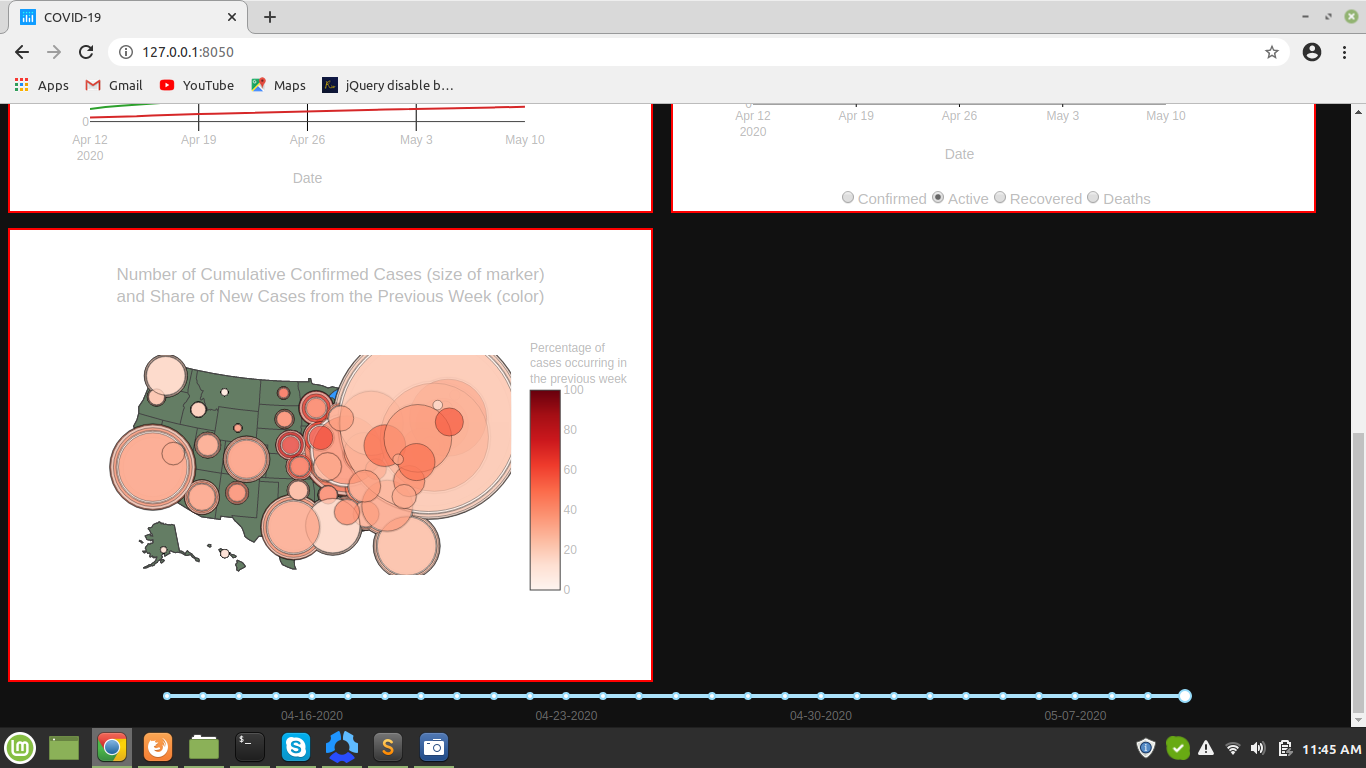 COVID-19
127.0.0.1:8050
Apps Gmail YouTube Maps jQuery disable b…
0
Apr 12 Apr 19 Apr 26 May 3 May 10
2020
Date
0
Apr 12 Apr 19 Apr 26 May 3 May 10
2020
Date
Confirmed Active Recovered Deaths
Number of Cumulative Confirmed Cases (size of marker)
and Share of New Cases from the Previous Week (color)
Percentage of
cases occurring in
the previous week
100
80
60
40
20
0
04-16-2020 04-23-2020 04-30-2020 05-07-2020
11:45 AM